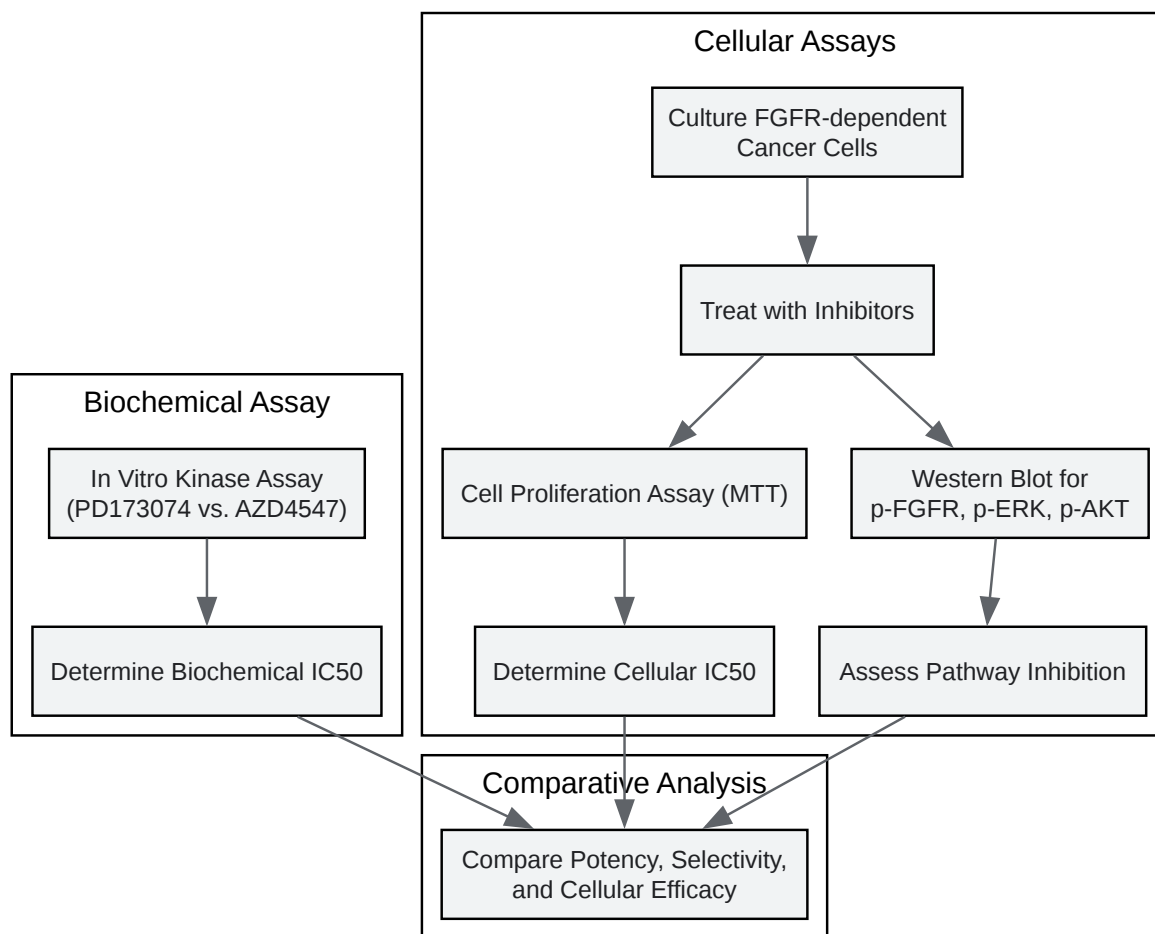 Cellular Assays
Culture FGFR-dependent
Cancer Cells
Treat with Inhibitors
Biochemical Assay
In Vitro Kinase Assay
(PD173074 vs. AZD4547)
Cell Proliferation Assay (MTT)
Western Blot for
p-FGFR, p-ERK, p-AKT
Determine Biochemical IC50
Determine Cellular IC50
Assess Pathway Inhibition
Comparative Analysis
Compare Potency, Selectivity,
and Cellular Efficacy